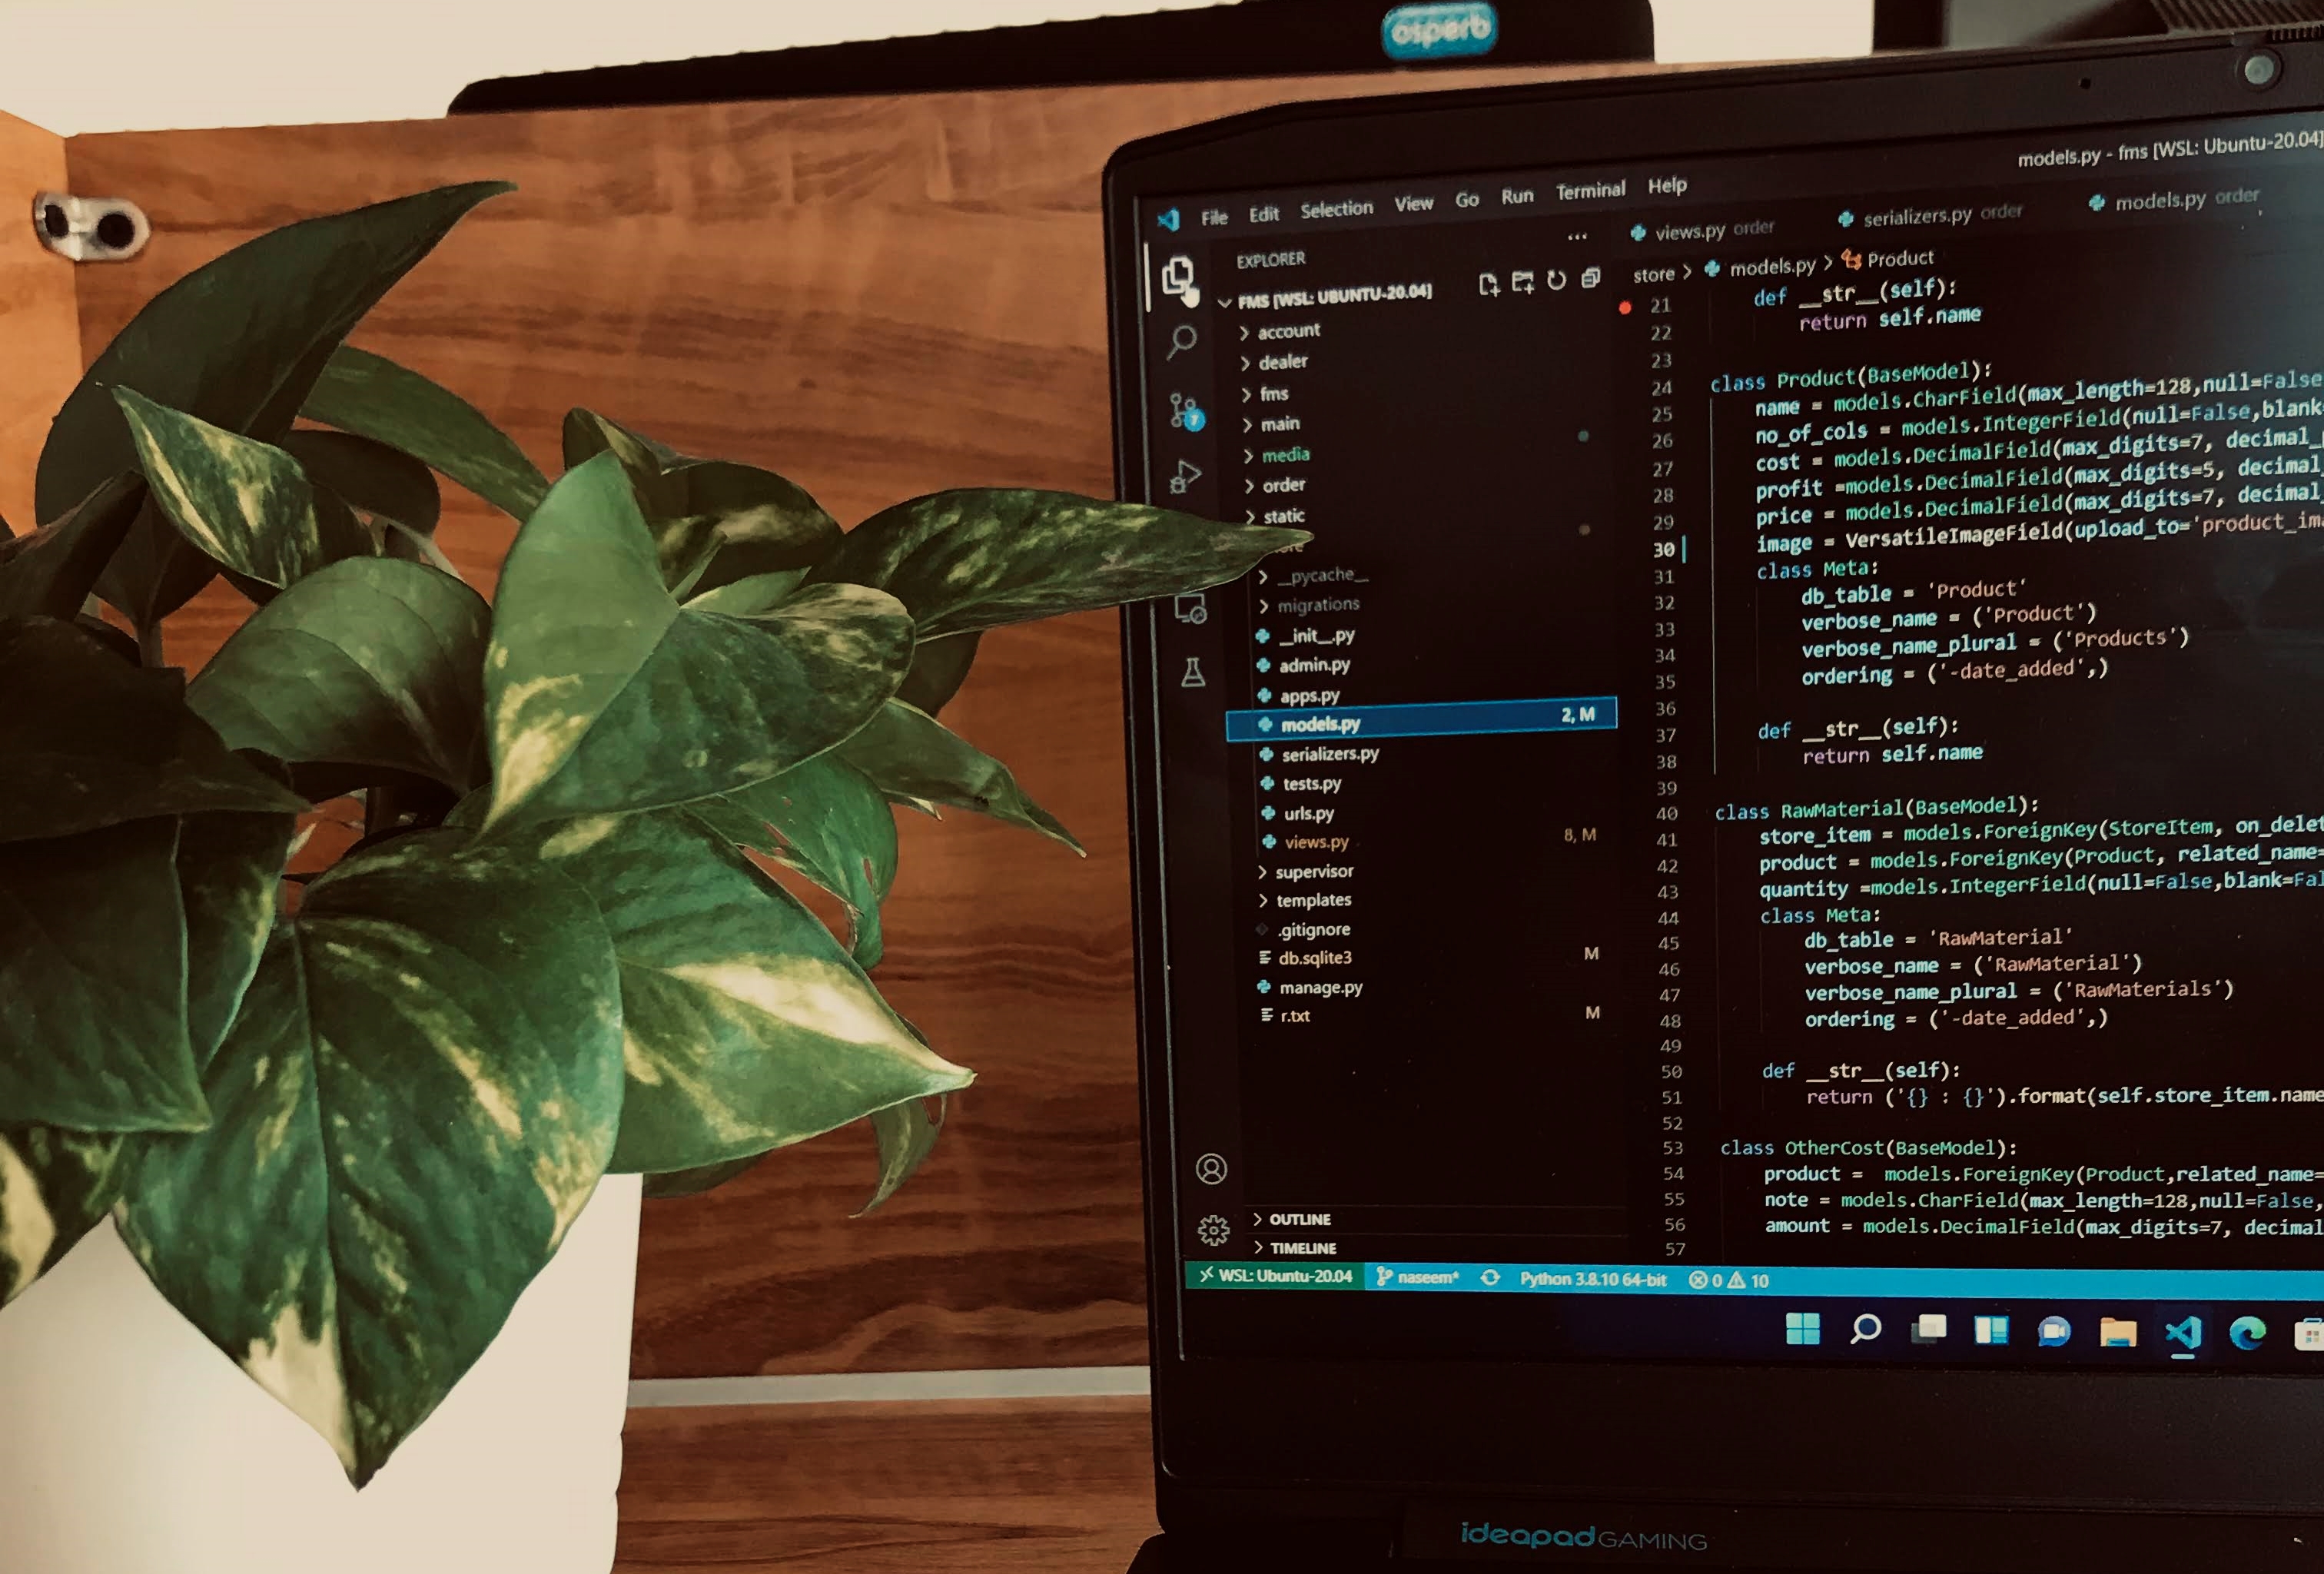 osperb
models.py - fms [WSL: Ubuntu-20.04]
File Edit Selection View Go Run Terminal Help
EXPLORER
FMS [WSL: UBUNTU-20.04]
account
dealer
fms
main
media
order
static
__pycache__
migrations
__init__.py
admin.py
apps.py
models.py 2, M
serializers.py
tests.py
urls.py
views.py 8, M
supervisor
templates
.gitignore
db.sqlite3 M
manage.py
r.txt M
OUTLINE
TIMELINE
views.py order serializers.py order models.py order
store > models.py > Product
21 def __str__(self):
22 return self.name
23
24 class Product(BaseModel):
25 name = models.CharField(max_length=128,null=False
26 no_of_cols = models.IntegerField(null=False,blank=
27 cost = models.DecimalField(max_digits=7, decimal_
28 profit =models.DecimalField(max_digits=5, decimal_
29 price = models.DecimalField(max_digits=7, decimal_
30 image = VersatileImageField(upload_to='product_im
31 class Meta:
32 db_table = 'Product'
33 verbose_name = ('Product')
34 verbose_name_plural = ('Products')
35 ordering = ('-date_added',)
36
37 def __str__(self):
38 return self.name
39
40 class RawMaterial(BaseModel):
41 store_item = models.ForeignKey(StoreItem, on_delet
42 product = models.ForeignKey(Product, related_name=
43 quantity =models.IntegerField(null=False,blank=Fal
44 class Meta:
45 db_table = 'RawMaterial'
46 verbose_name = ('RawMaterial')
47 verbose_name_plural = ('RawMaterials')
48 ordering = ('-date_added',)
49
50 def __str__(self):
51 return ('{} : {}').format(self.store_item.name
52
53 class OtherCost(BaseModel):
54 product = models.ForeignKey(Product,related_name=
55 note = models.CharField(max_length=128,null=False,
56 amount = models.DecimalField(max_digits=7, decimal
57
WSL: Ubuntu-20.04 naseem* Python 3.8.10 64-bit 0 10
ideapad GAMING